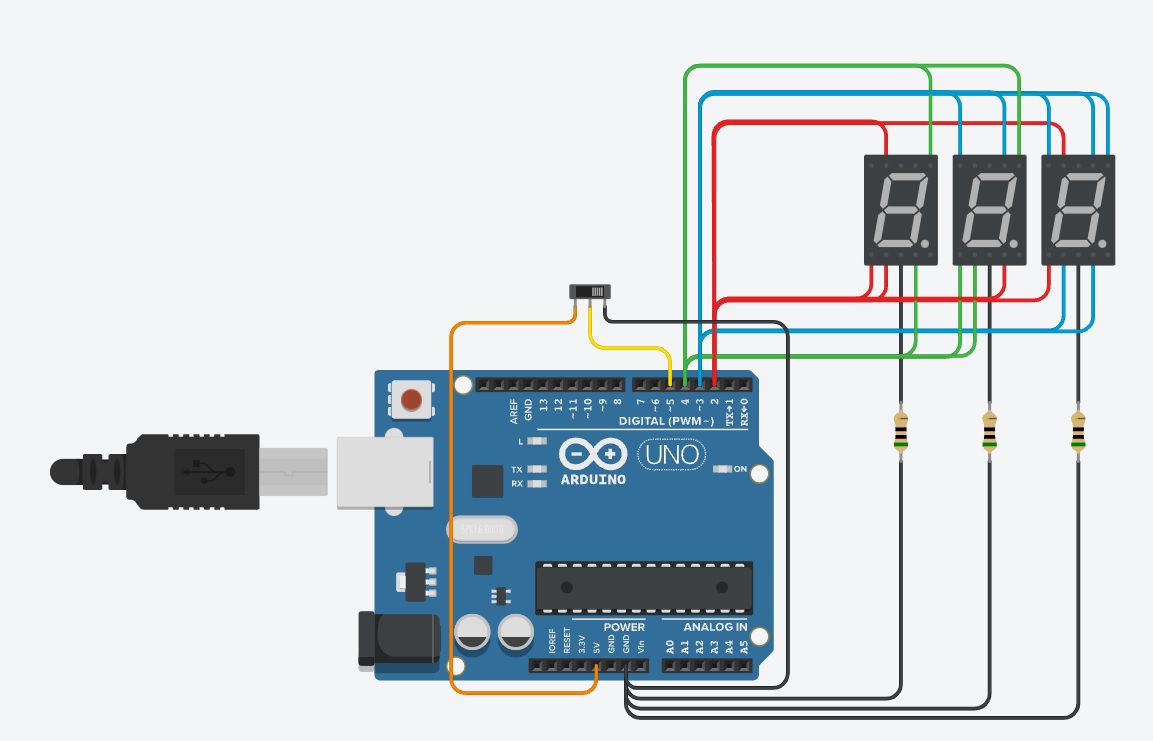 AREF
GND
13
12
~11
~10
~9
8
7
~6
~5
4
~3
2
TX→1
RX←0
DIGITAL (PWM~)
L
TX
RX
UNO
ON
ARDUINO
POWER
ANALOG IN
IOREF
RESET
3.3V
5V
GND
GND
Vin
A0
A1
A2
A3
A4
A5